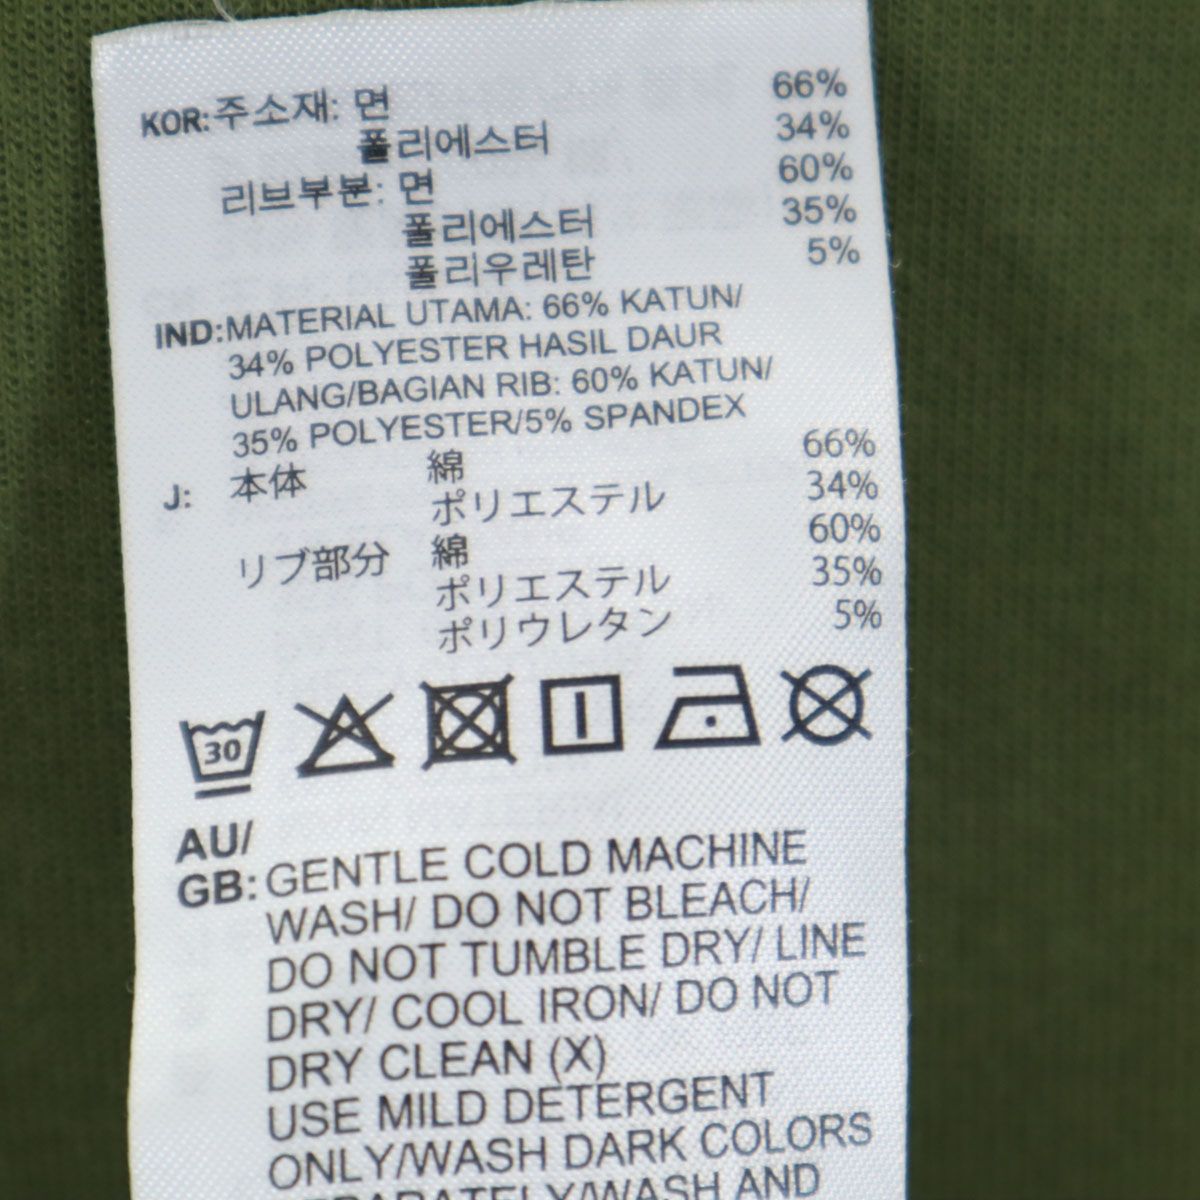 KOR: 주소재: 면 66%
폴리에스터 34%
리브부분: 면 60%
폴리에스터 35%
폴리우레탄 5%
IND: MATERIAL UTAMA: 66% KATUN/
34% POLYESTER HASIL DAUR
ULANG/BAGIAN RIB: 60% KATUN/
35% POLYESTER/5% SPANDEX
J: 本体 綿 66%
ポリエステル 34%
リブ部分 綿 60%
ポリエステル 35%
ポリウレタン 5%
30
AU/
GB: GENTLE COLD MACHINE
WASH/ DO NOT BLEACH/
DO NOT TUMBLE DRY/ LINE
DRY/ COOL IRON/ DO NOT
DRY CLEAN (X)
USE MILD DETERGENT
ONLY/WASH DARK COLORS
SEPARATELY/WASH AND